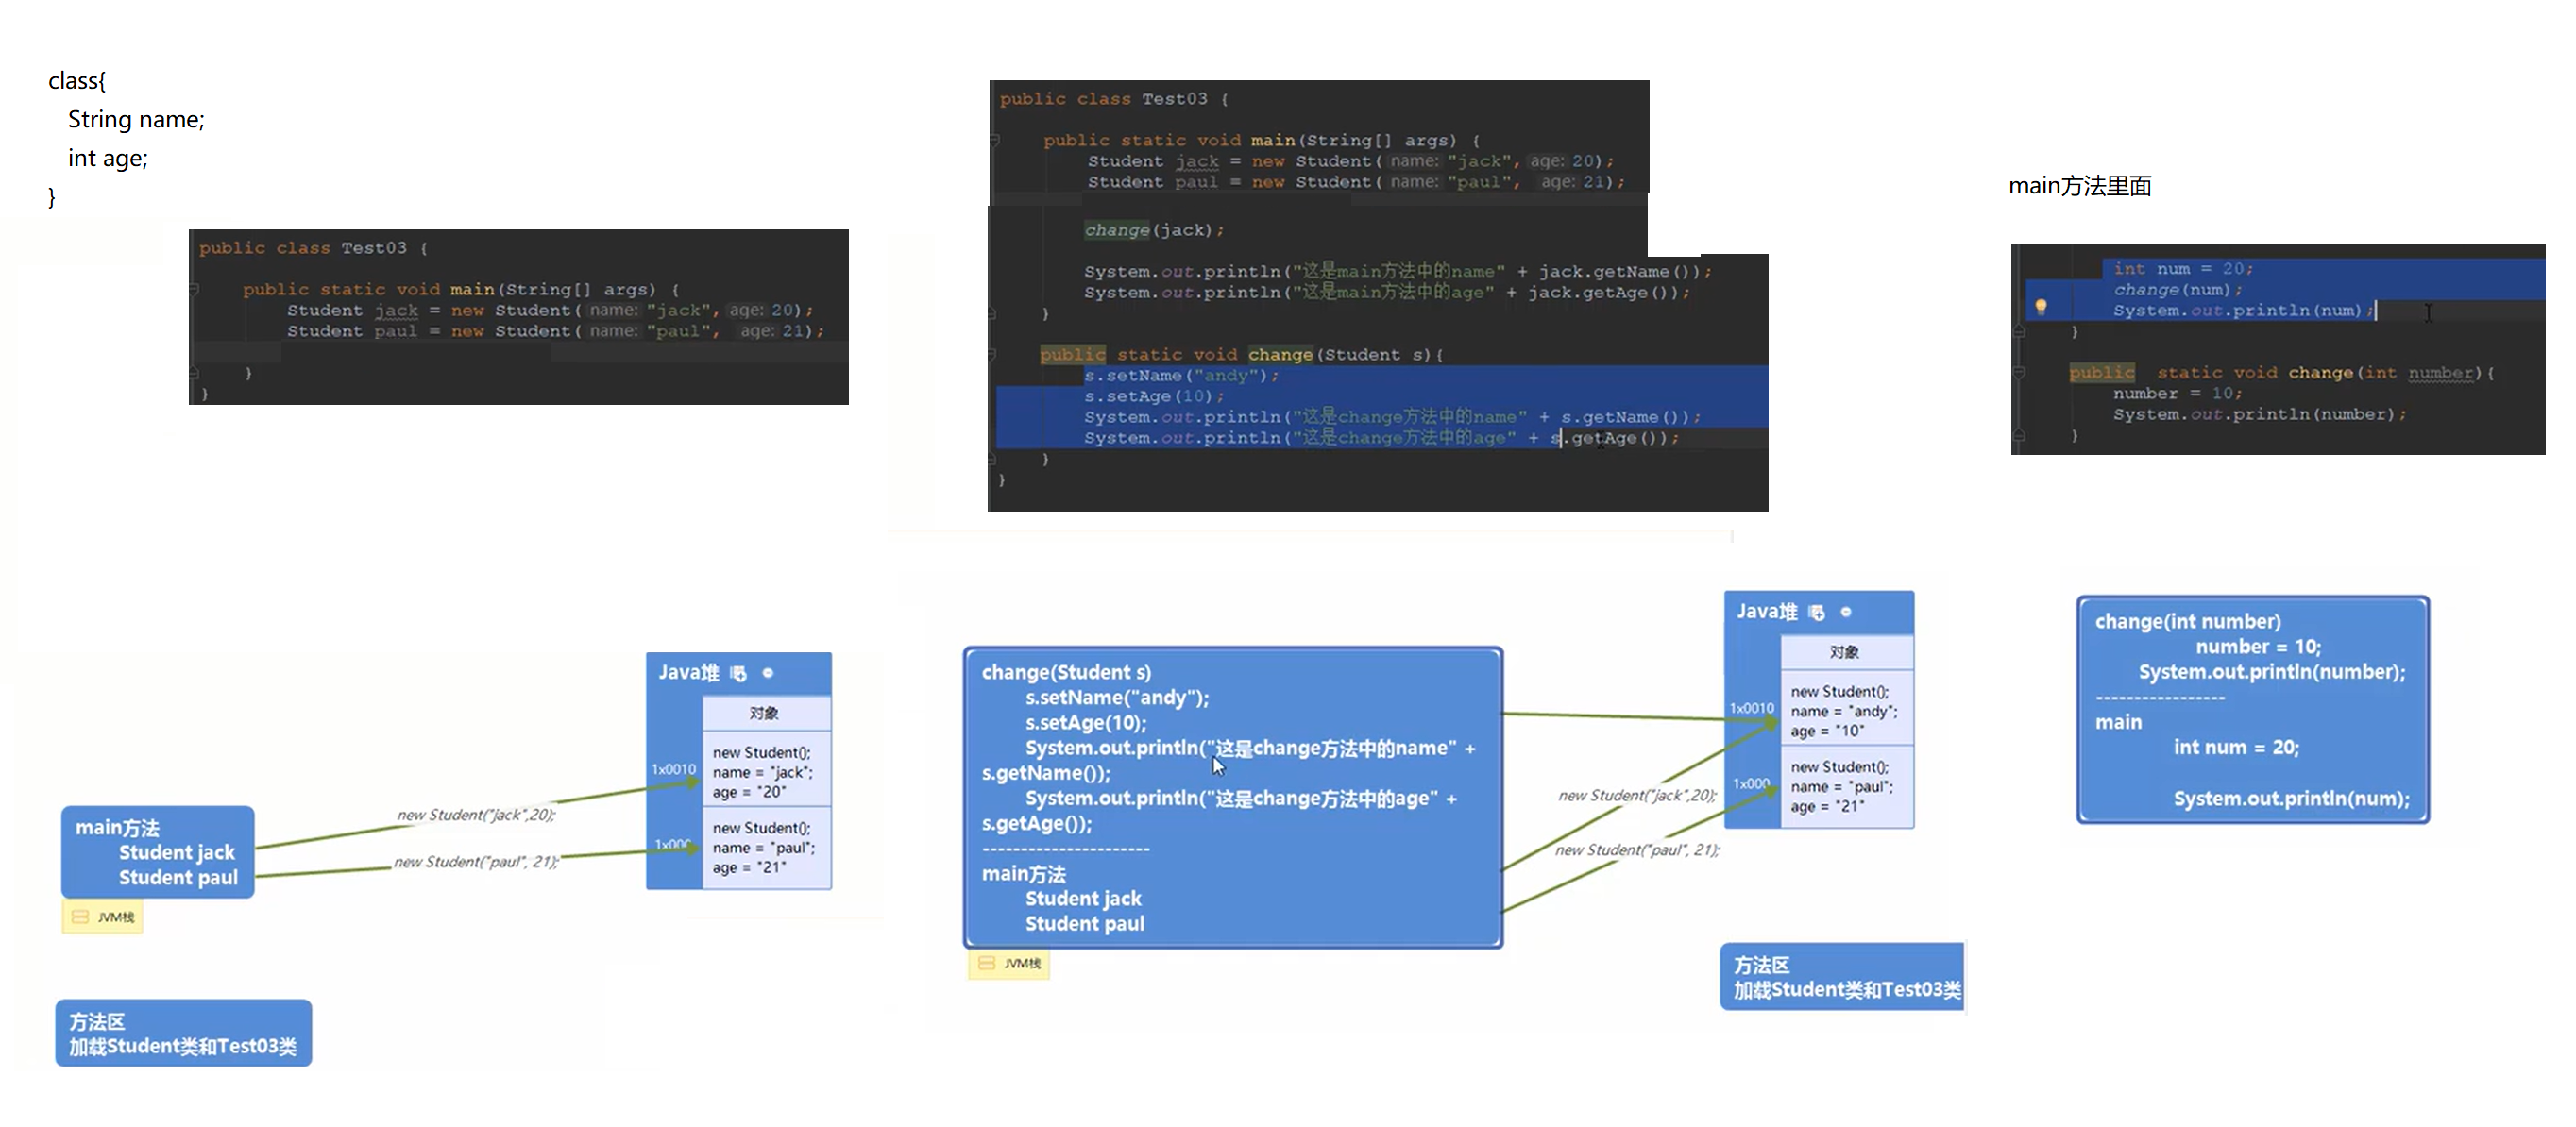 class{
String name;
int age;
}
public class Test03 {
public static void main(String[] args) {
Student jack = new Student( name: "jack", age: 20);
Student paul = new Student( name: "paul", age: 21);
}
}
public class Test03 {
public static void main(String[] args) {
Student jack = new Student( name: "jack", age: 20);
Student paul = new Student( name: "paul", age: 21);
change(jack);
System.out.println("这是main方法中的name" + jack.getName());
System.out.println("这是main方法中的age" + jack.getAge());
}
public static void change(Student s){
s.setName("andy");
s.setAge(10);
System.out.println("这是change方法中的name" + s.getName());
System.out.println("这是change方法中的age" + s.getAge());
}
}
main方法里面
int num = 20;
change(num);
System.out.println(num);
}
public static void change(int number){
number = 10;
System.out.println(number);
}
Java堆
对象
1x0010
new Student();
name = "jack";
age = "20"
1x000
new Student();
name = "paul";
age = "21"
new Student("jack",20);
new Student("paul", 21);
main方法
Student jack
Student paul
JVM栈
方法区
加载Student类和Test03类
change(Student s)
s.setName("andy");
s.setAge(10);
System.out.println("这是change方法中的name" +
s.getName());
System.out.println("这是change方法中的age" +
s.getAge());
----------------------
main方法
Student jack
Student paul
JVM栈
new Student("jack",20);
new Student("paul", 21);
Java堆
对象
1x0010
new Student();
name = "andy";
age = "10"
1x000
new Student();
name = "paul";
age = "21"
方法区
加载Student类和Test03类
change(int number)
number = 10;
System.out.println(number);
-----------------
main
int num = 20;
System.out.println(num);